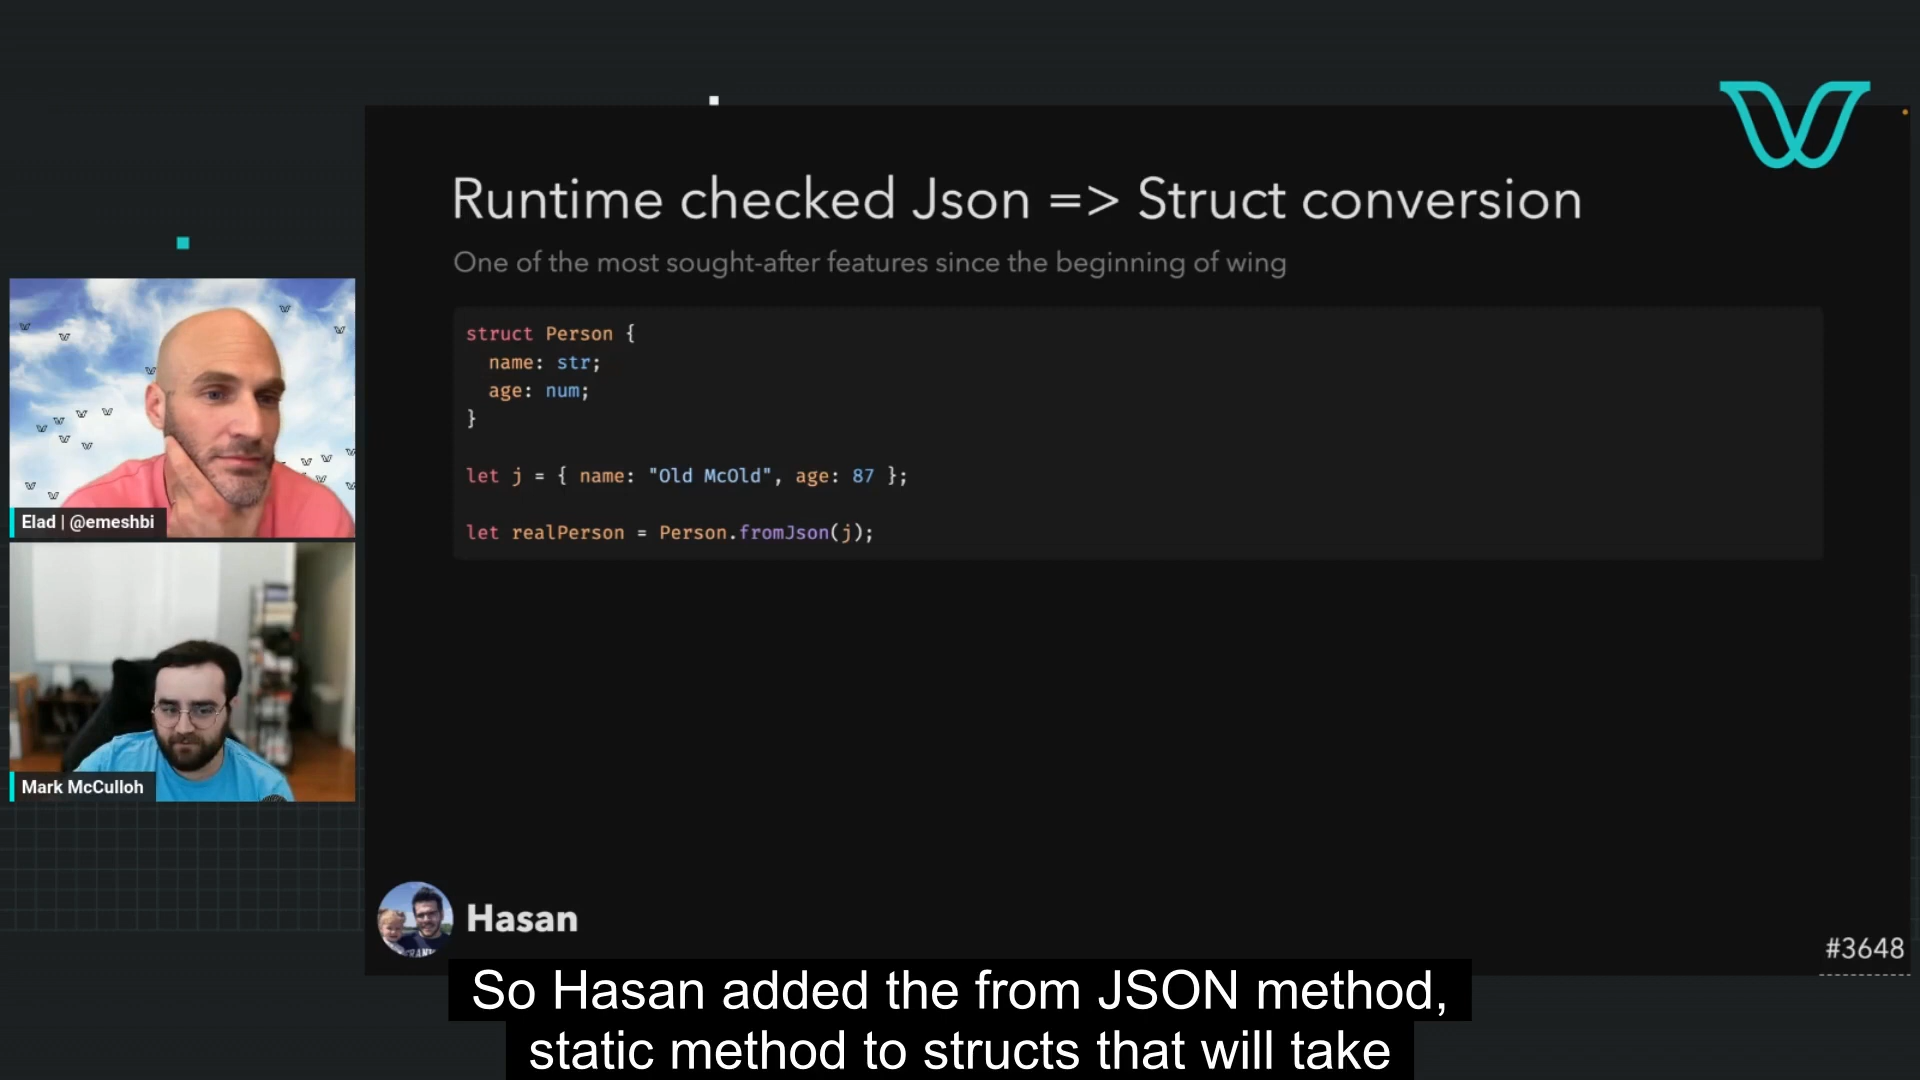 Runtime checked Json => Struct conversion
One of the most sought-after features since the beginning of wing
struct Person {
  name: str;
  age: num;
}
let j = { name: "Old McOld", age: 87 };
let realPerson = Person.fromJson(j);
Elad | @emeshbi
Mark McCulloh
Hasan
#3648
So Hasan added the from JSON method,
static method to structs that will take